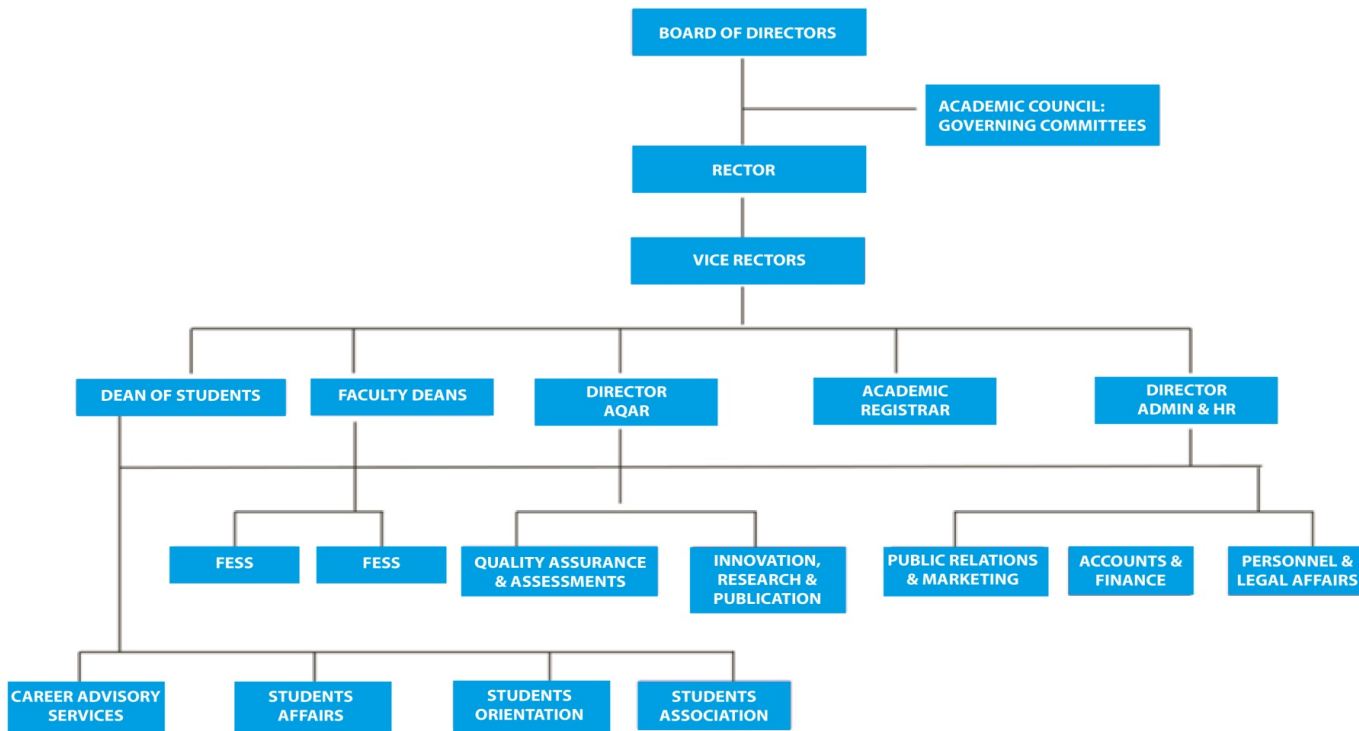 BOARD OF DIRECTORS
ACADEMIC COUNCIL:
GOVERNING COMMITTEES
RECTOR
VICE RECTORS
DEAN OF STUDENTS
FACULTY DEANS
DIRECTOR
AQAR
ACADEMIC
REGISTRAR
DIRECTOR
ADMIN & HR
FESS
FESS
QUALITY ASSURANCE
& ASSESSMENTS
INNOVATION,
RESEARCH &
PUBLICATION
PUBLIC RELATIONS
& MARKETING
ACCOUNTS &
FINANCE
PERSONNEL &
LEGAL AFFAIRS
CAREER ADVISORY
SERVICES
STUDENTS
AFFAIRS
STUDENTS
ORIENTATION
STUDENTS
ASSOCIATION